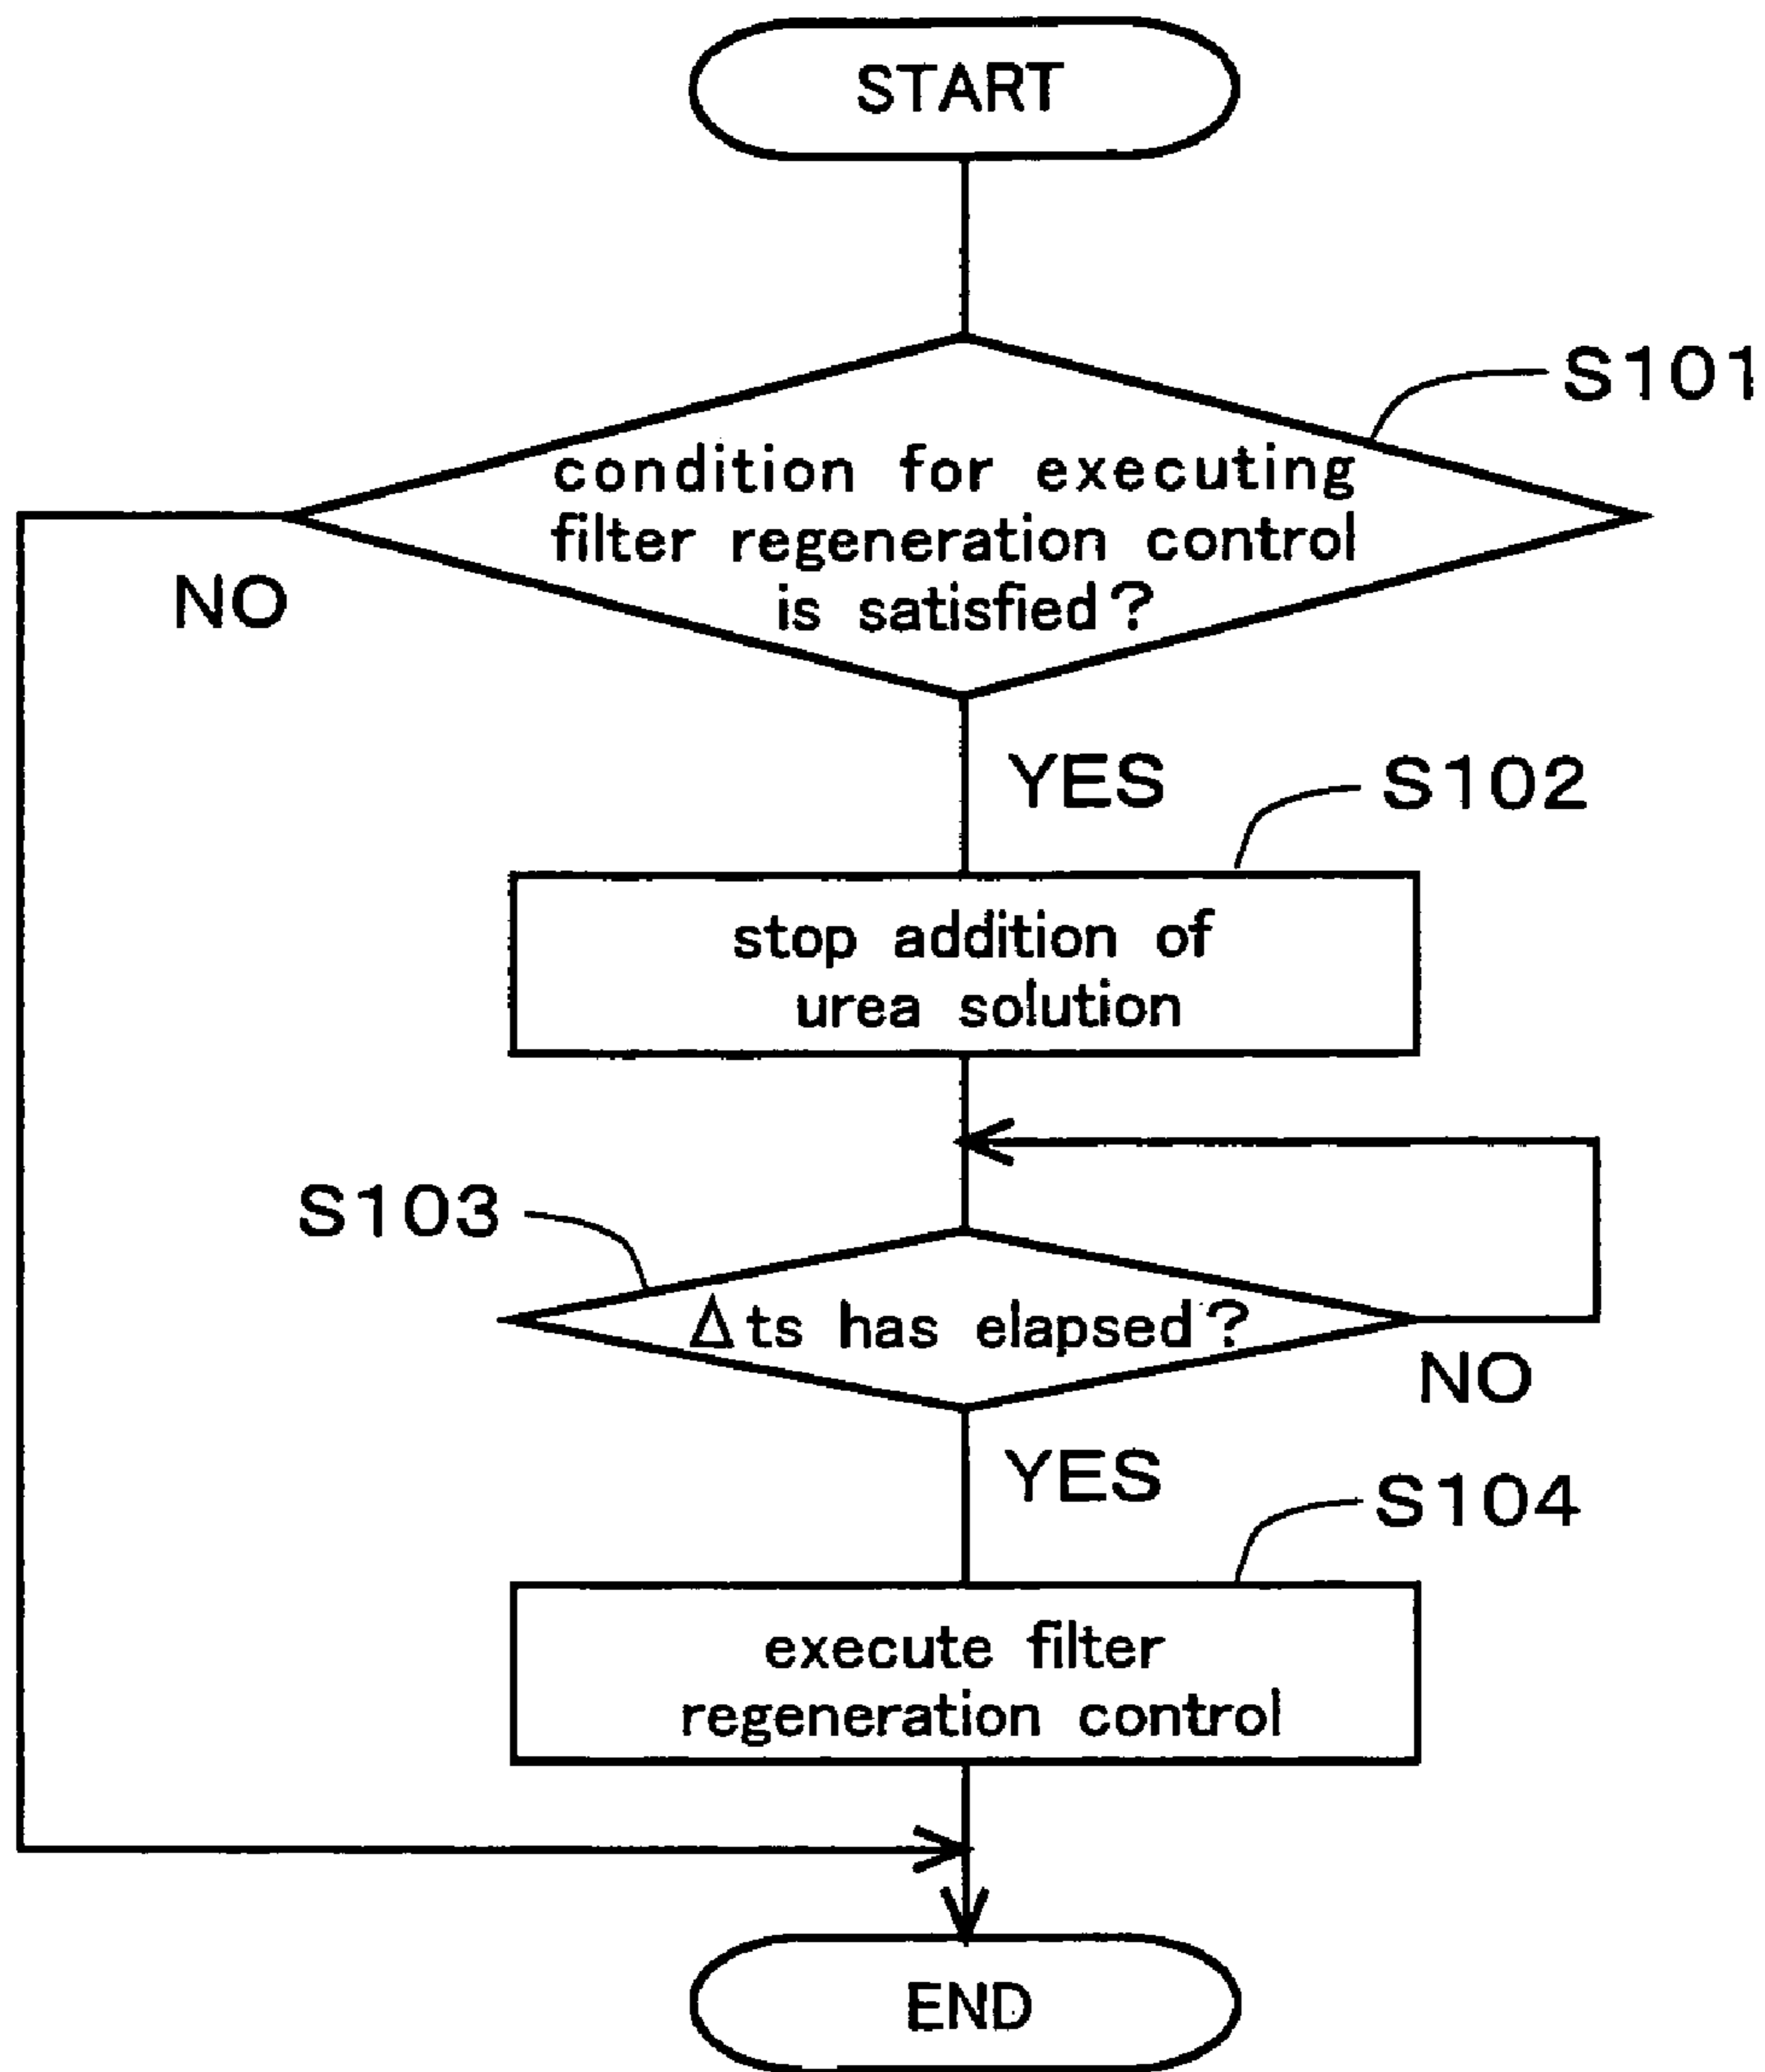 START
S101
condition for executing
filter regeneration control
is satisfied?
NO
YES
S102
stop addition of
urea solution
S103
Δts has elapsed?
NO
YES
S104
execute filter
regeneration control
END